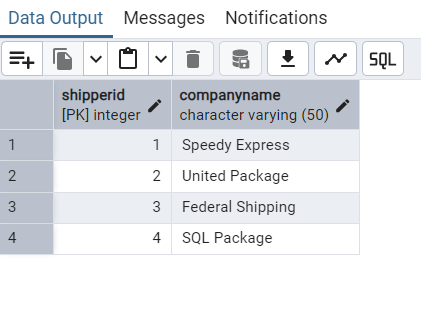 Data Output Messages Notifications
SQL
shipperid companyname
[PK] integer character varying (50)
1 1 Speedy Express
2 2 United Package
3 3 Federal Shipping
4 4 SQL Package